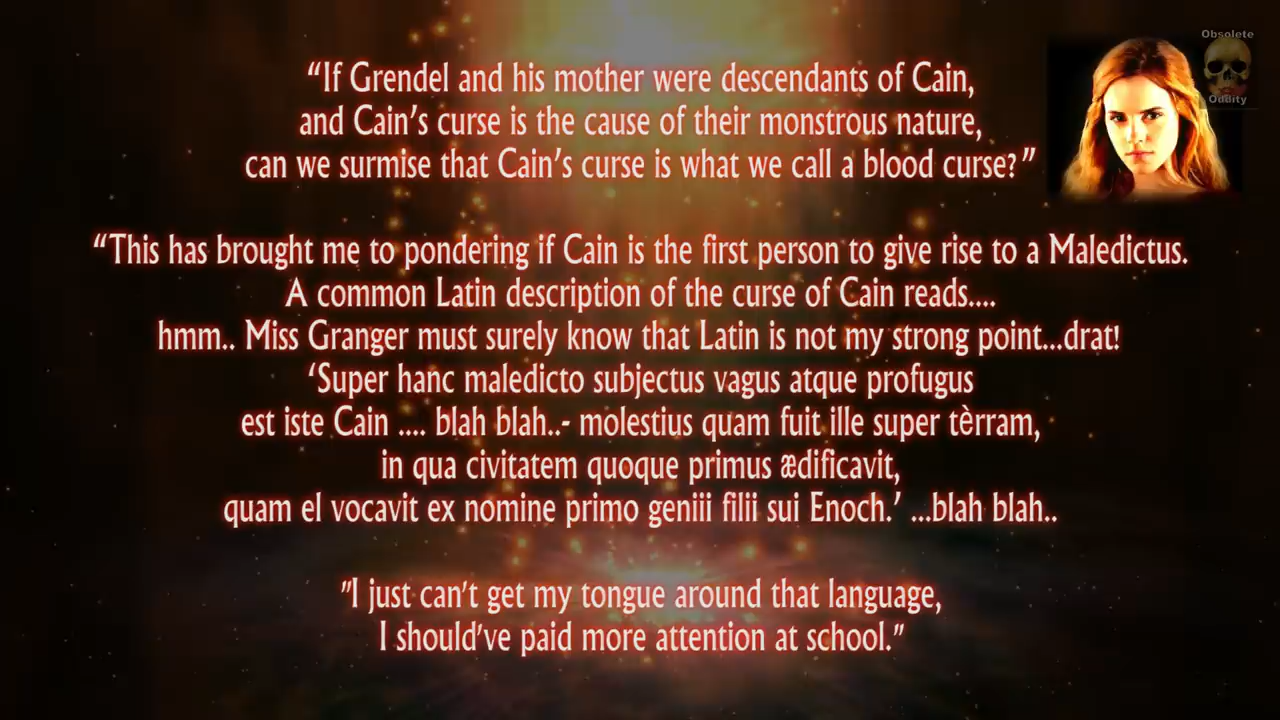 Obsolete
Oddity
“If Grendel and his mother were descendants of Cain,
and Cain’s curse is the cause of their monstrous nature,
can we surmise that Cain’s curse is what we call a blood curse?”
“This has brought me to pondering if Cain is the first person to give rise to a Maledictus.
A common Latin description of the curse of Cain reads....
hmm.. Miss Granger must surely know that Latin is not my strong point...drat!
‘Super hanc maledicto subjectus vagus atque profugus
est iste Cain .... blah blah..- molestius quam fuit ille super tèrram,
in qua civitatem quoque primus ædificavit,
quam el vocavit ex nomine primo geniii filii sui Enoch.’ ...blah blah..
"I just can’t get my tongue around that language,
I should’ve paid more attention at school.”